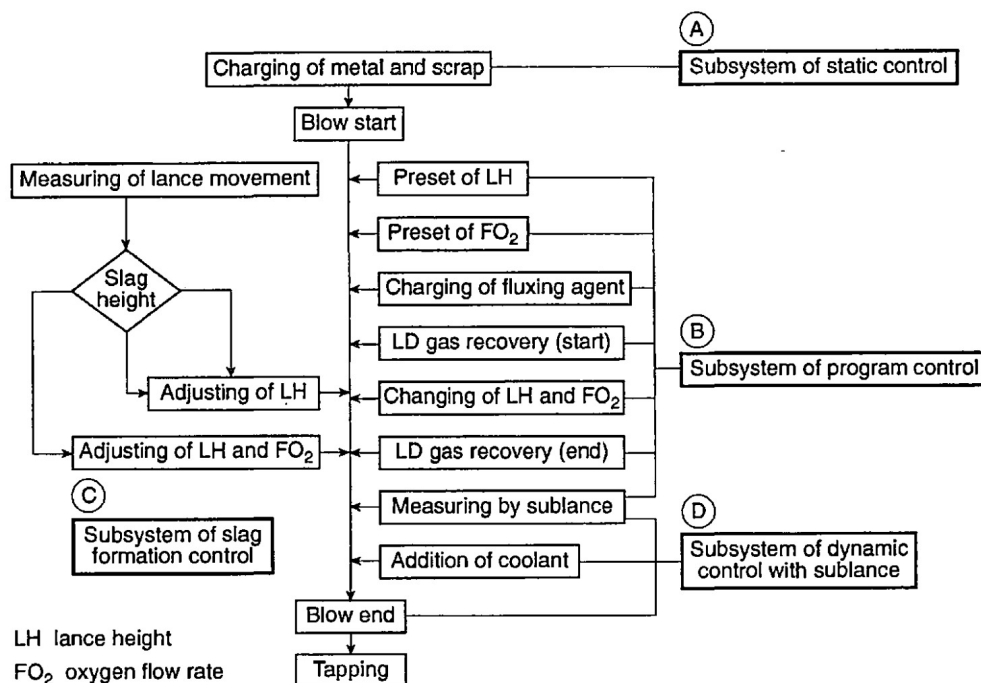 A
Charging of metal and scrap
Subsystem of static control
Blow start
Measuring of lance movement
Preset of LH
Preset of FO₂
Slag
height
Charging of fluxing agent
LD gas recovery (start)
B
Subsystem of program control
Adjusting of LH
Changing of LH and FO₂
Adjusting of LH and FO₂
LD gas recovery (end)
C
Measuring by sublance
D
Subsystem of slag
formation control
Addition of coolant
Subsystem of dynamic
control with sublance
Blow end
LH lance height
FO₂ oxygen flow rate
Tapping